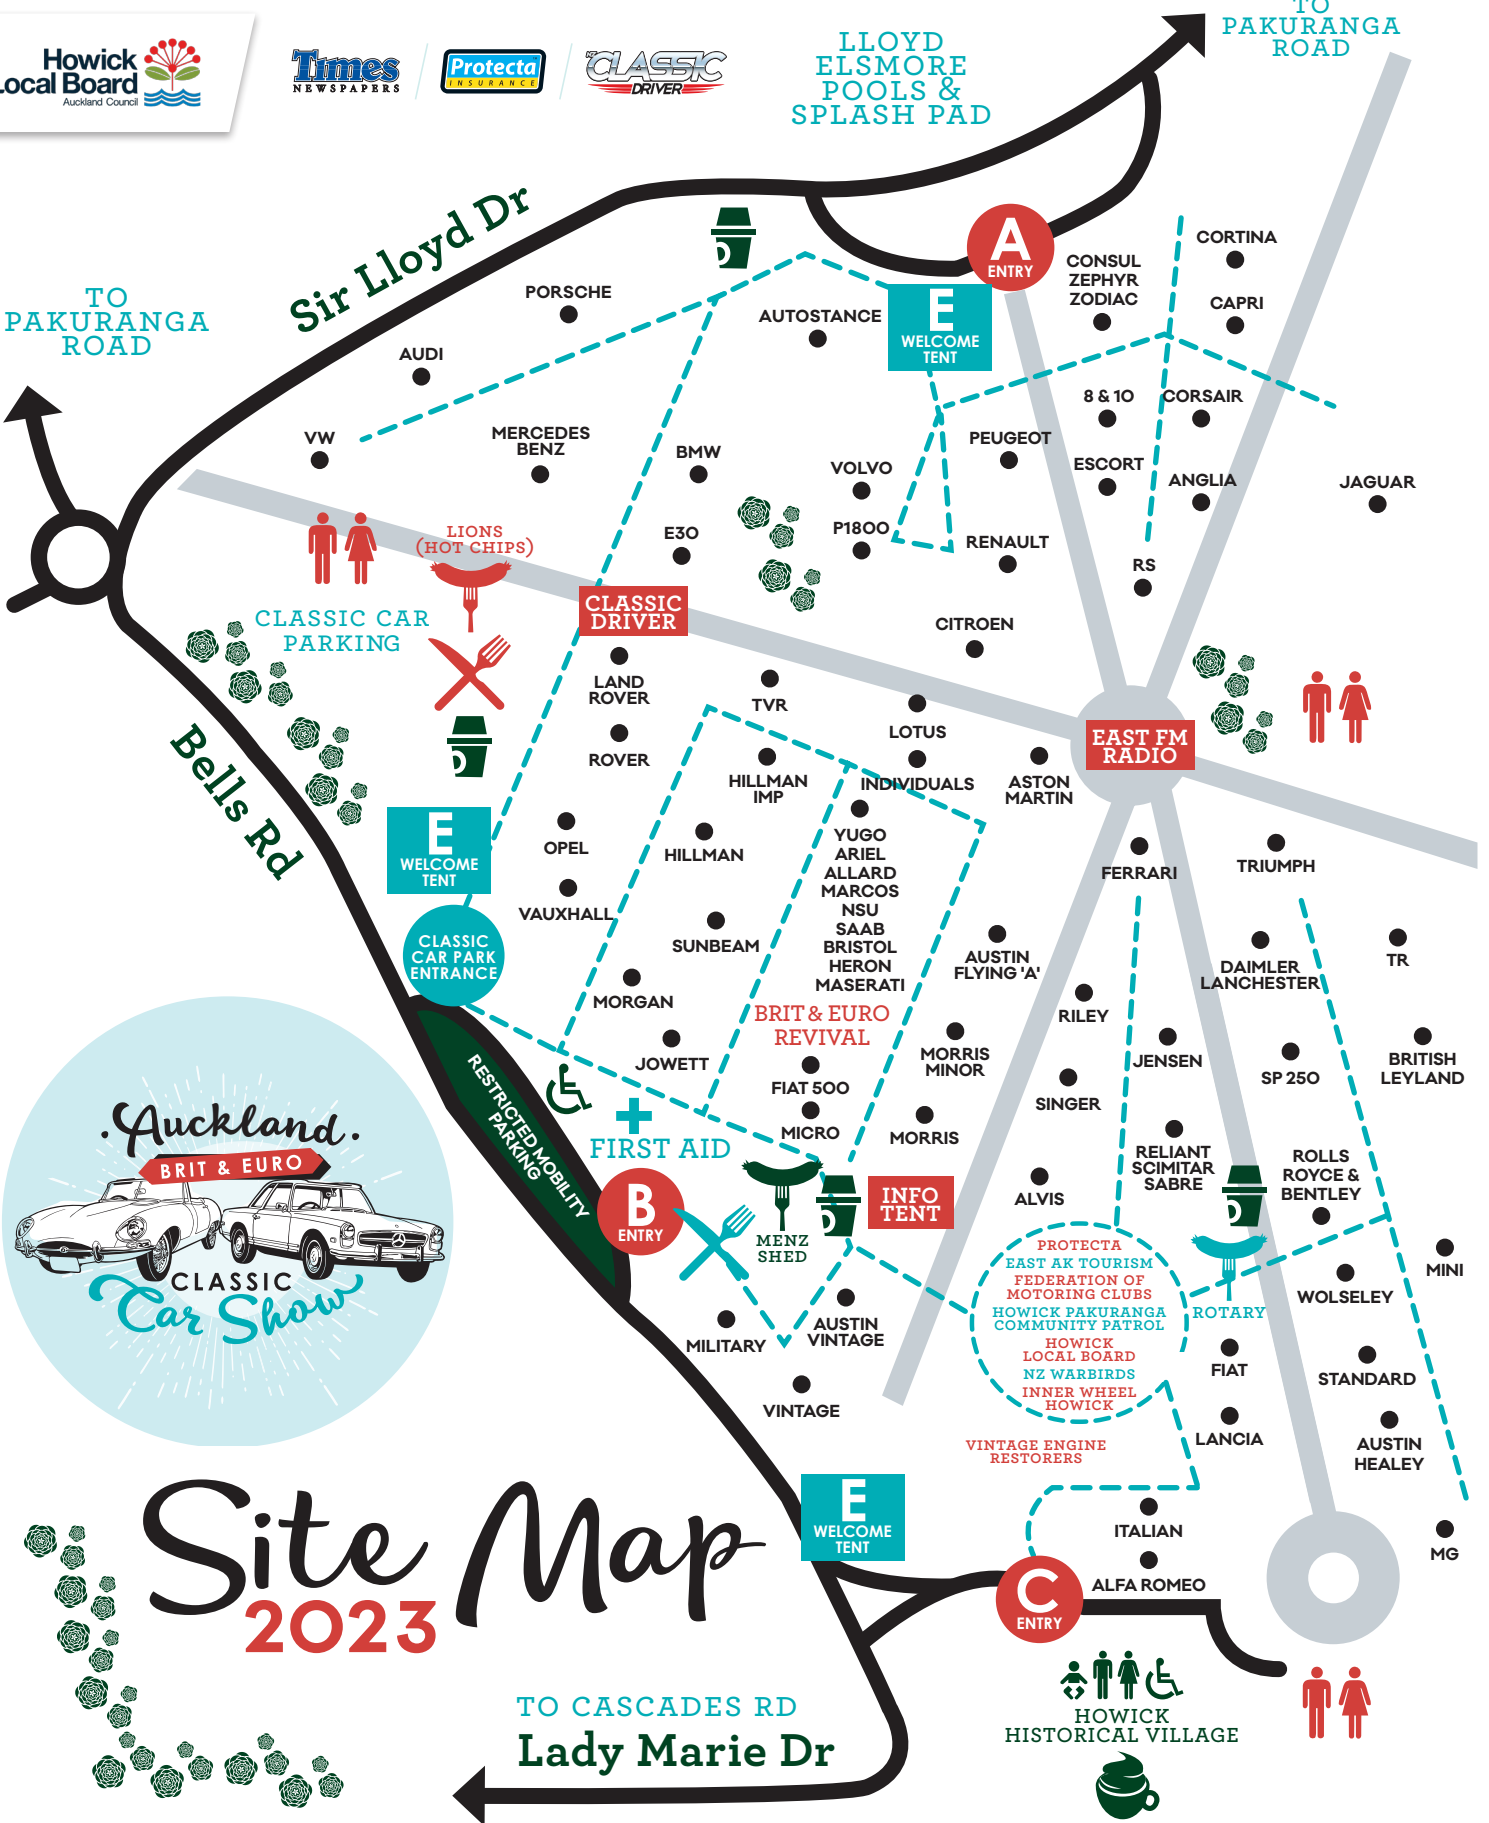 Howick
Local Board
Auckland Council
Times
NEWSPAPERS
Protecta
INSURANCE
NZ CLASSIC
DRIVER
LLOYD
ELSMORE
POOLS &
SPLASH PAD
TO
PAKURANGA
ROAD
Sir Lloyd Dr
TO
PAKURANGA
ROAD
A
ENTRY
E
WELCOME
TENT
CORTINA
CONSUL
ZEPHYR
ZODIAC
CAPRI
PORSCHE
AUTOSTANCE
AUDI
8 & 10
CORSAIR
VW
MERCEDES
BENZ
BMW
PEUGEOT
VOLVO
ESCORT
ANGLIA
JAGUAR
LIONS
(HOT CHIPS)
E30
P1800
RENAULT
RS
CLASSIC CAR
PARKING
CLASSIC
DRIVER
CITROEN
LAND
ROVER
TVR
LOTUS
EAST FM
RADIO
Bells Rd
ROVER
HILLMAN
IMP
INDIVIDUALS
ASTON
MARTIN
E
WELCOME
TENT
OPEL
HILLMAN
YUGO
ARIEL
ALLARD
MARCOS
NSU
SAAB
BRISTOL
HERON
MASERATI
FERRARI
TRIUMPH
VAUXHALL
CLASSIC
CAR PARK
ENTRANCE
SUNBEAM
AUSTIN
FLYING 'A'
DAIMLER
LANCHESTER
TR
MORGAN
BRIT & EURO
REVIVAL
RILEY
JOWETT
MORRIS
MINOR
JENSEN
SP 250
BRITISH
LEYLAND
RESTRICTED MOBILITY
PARKING
FIAT 500
SINGER
MICRO
MORRIS
FIRST AID
RELIANT
SCIMITAR
SABRE
ROLLS
ROYCE &
BENTLEY
ALVIS
B
ENTRY
INFO
TENT
MENZ
SHED
Auckland
BRIT & EURO
CLASSIC
Car Show
PROTECTA
EAST AK TOURISM
FEDERATION OF
MOTORING CLUBS
HOWICK PAKURANGA
COMMUNITY PATROL
HOWICK
LOCAL BOARD
NZ WARBIRDS
INNER WHEEL
HOWICK
ROTARY
WOLSELEY
MINI
MILITARY
AUSTIN
VINTAGE
FIAT
STANDARD
VINTAGE
LANCIA
AUSTIN
HEALEY
VINTAGE ENGINE
RESTORERS
E
WELCOME
TENT
ITALIAN
MG
Site Map
2023
ALFA ROMEO
C
ENTRY
HOWICK
HISTORICAL VILLAGE
TO CASCADES RD
Lady Marie Dr